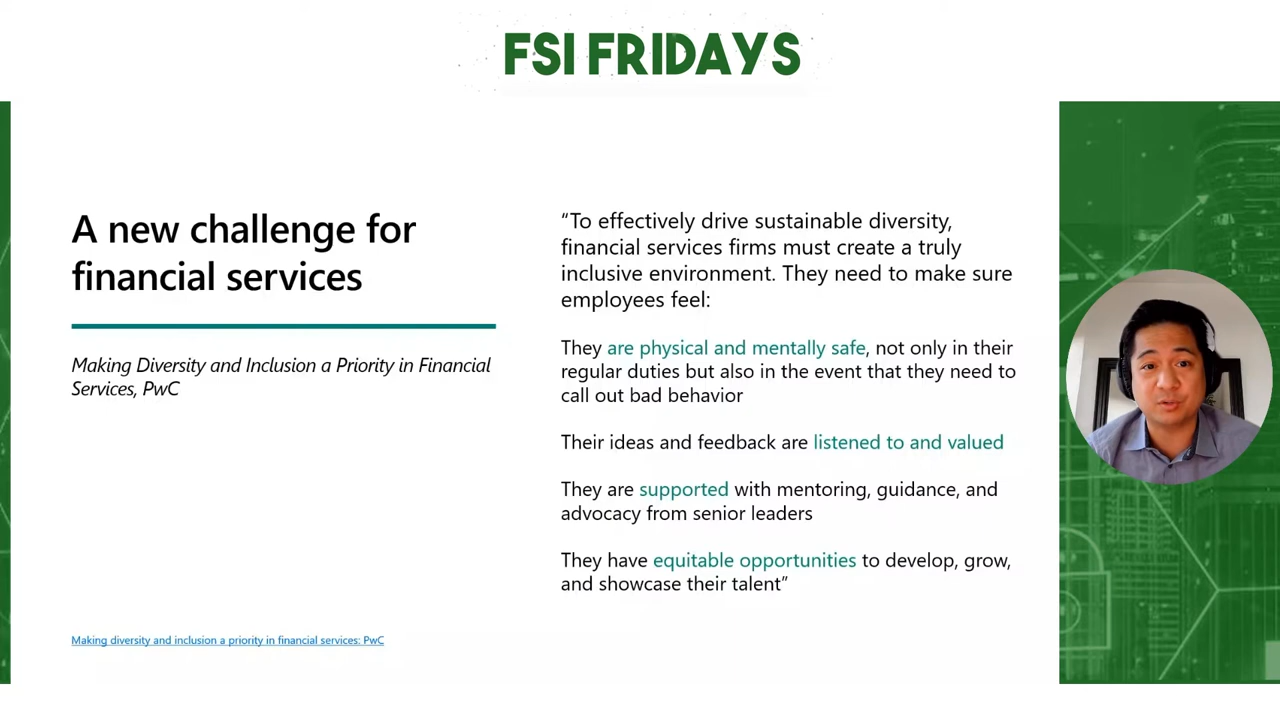 FSI FRIDAYS
A new challenge for
financial services
Making Diversity and Inclusion a Priority in Financial
Services, PwC
Making diversity and inclusion a priority in financial services: PwC
“To effectively drive sustainable diversity,
financial services firms must create a truly
inclusive environment. They need to make sure
employees feel:
They are physical and mentally safe, not only in their
regular duties but also in the event that they need to
call out bad behavior
Their ideas and feedback are listened to and valued
They are supported with mentoring, guidance, and
advocacy from senior leaders
They have equitable opportunities to develop, grow,
and showcase their talent”